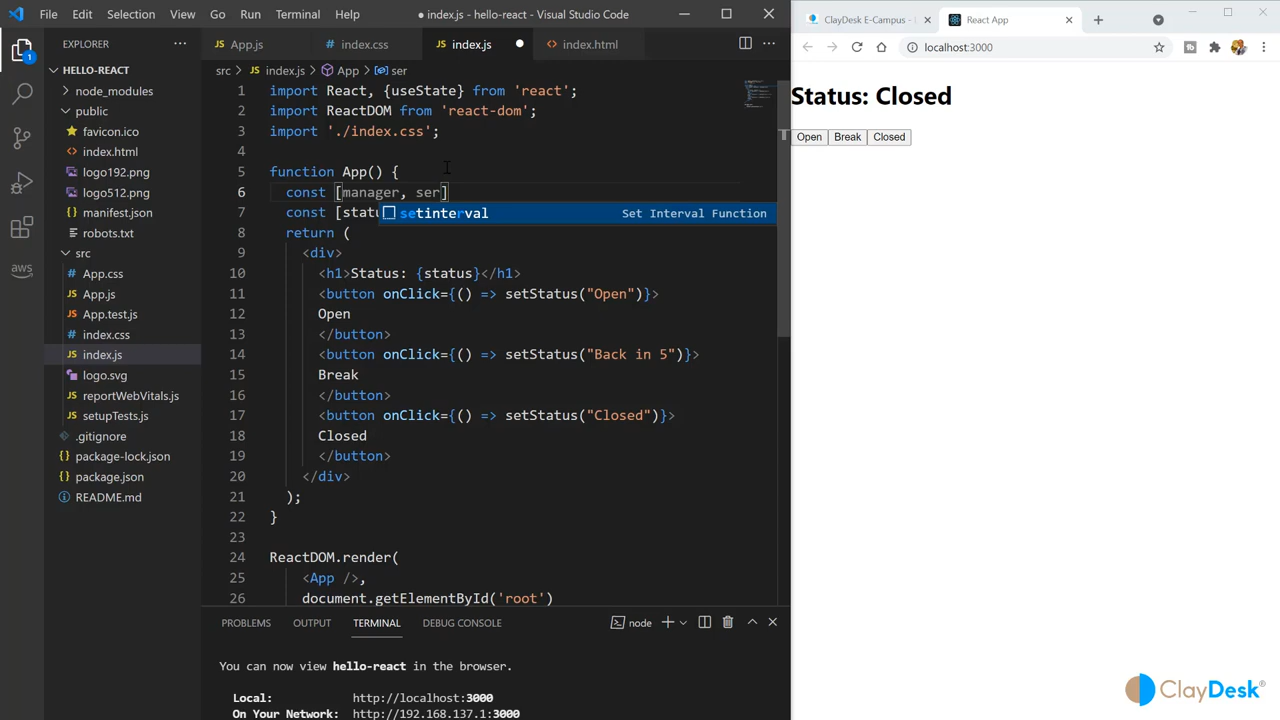 File Edit Selection View Go Run Terminal Help ● index.js - hello-react - Visual Studio Code
ClayDesk E-Campus - React App
EXPLORER
App.js index.css index.js index.html
localhost:3000
HELLO-REACT
node_modules
public
favicon.ico
index.html
logo192.png
logo512.png
manifest.json
robots.txt
src
App.css
App.js
App.test.js
index.css
index.js
logo.svg
reportWebVitals.js
setupTests.js
.gitignore
package-lock.json
package.json
README.md
aws
1
src > index.js > App > ser
1 import React, {useState} from 'react';
2 import ReactDOM from 'react-dom';
3 import './index.css';
4
5 function App() {
6 const [manager, ser]
7 const [statu
setinterval Set Interval Function
8 return (
9 <div>
10 <h1>Status: {status}</h1>
11 <button onClick={() => setStatus("Open")}>
12 Open
13 </button>
14 <button onClick={() => setStatus("Back in 5")}>
15 Break
16 </button>
17 <button onClick={() => setStatus("Closed")}>
18 Closed
19 </button>
20 </div>
21 );
22 }
23
24 ReactDOM.render(
25 <App />,
26 document.getElementById('root')
PROBLEMS OUTPUT TERMINAL DEBUG CONSOLE node
You can now view hello-react in the browser.
Local: http://localhost:3000
On Your Network: http://192.168.137.1:3000
Status: Closed
Open Break Closed
ClayDesk®